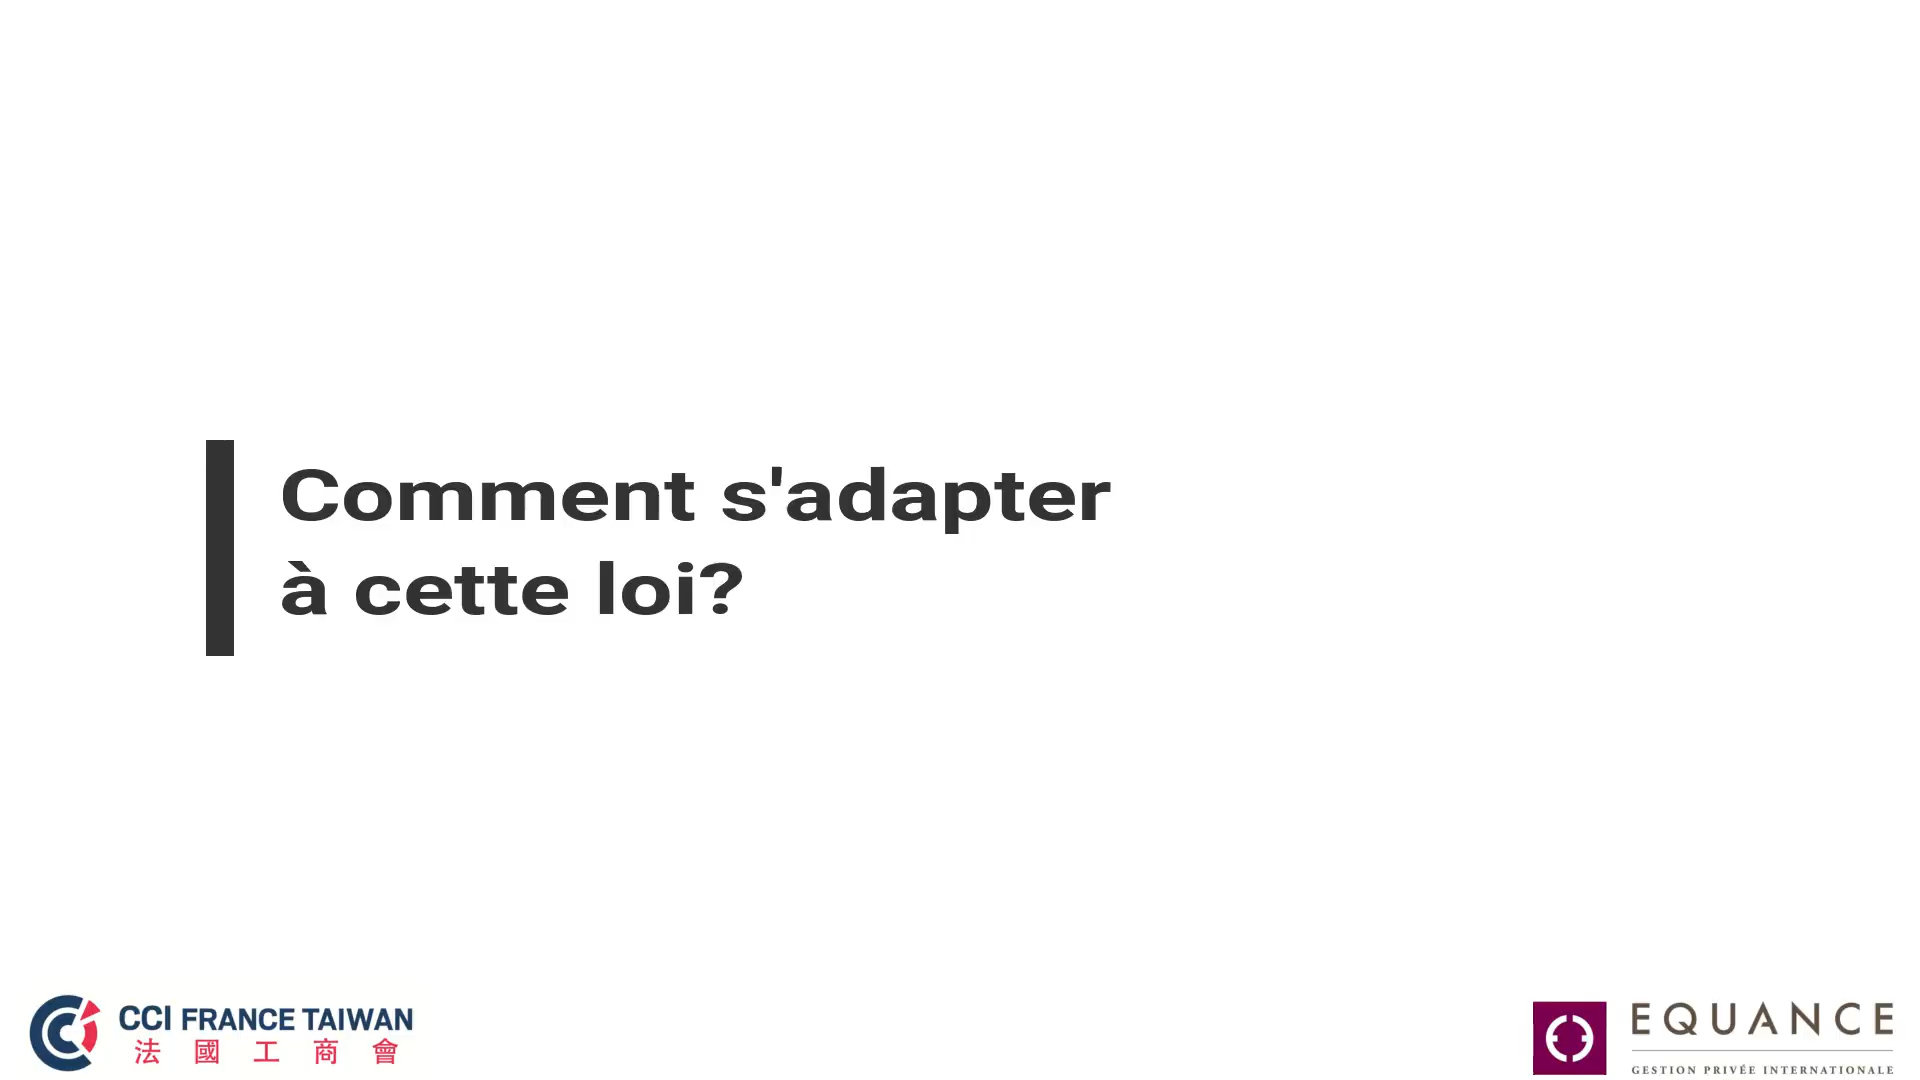 Comment s'adapter
à cette loi?
CCI FRANCE TAIWAN
法國工商會
EQUANCE
GESTION PRIVÉE INTERNATIONALE